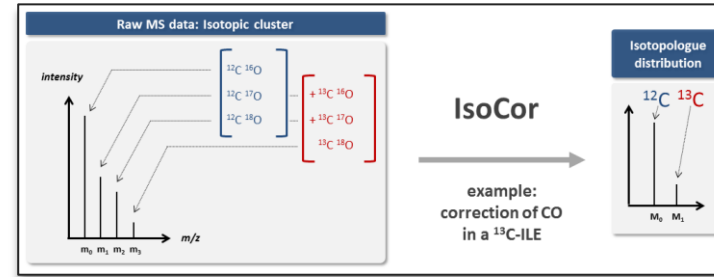 Raw MS data: Isotopic cluster
intensity
¹²C ¹⁶O
¹²C ¹⁷O
¹²C ¹⁸O
+ ¹³C ¹⁶O
+ ¹³C ¹⁷O
¹³C ¹⁸O
m₀ m₁ m₂ m₃
m/z
IsoCor
example:
correction of CO
in a ¹³C-ILE
Isotopologue
distribution
¹²C ¹³C
M₀ M₁